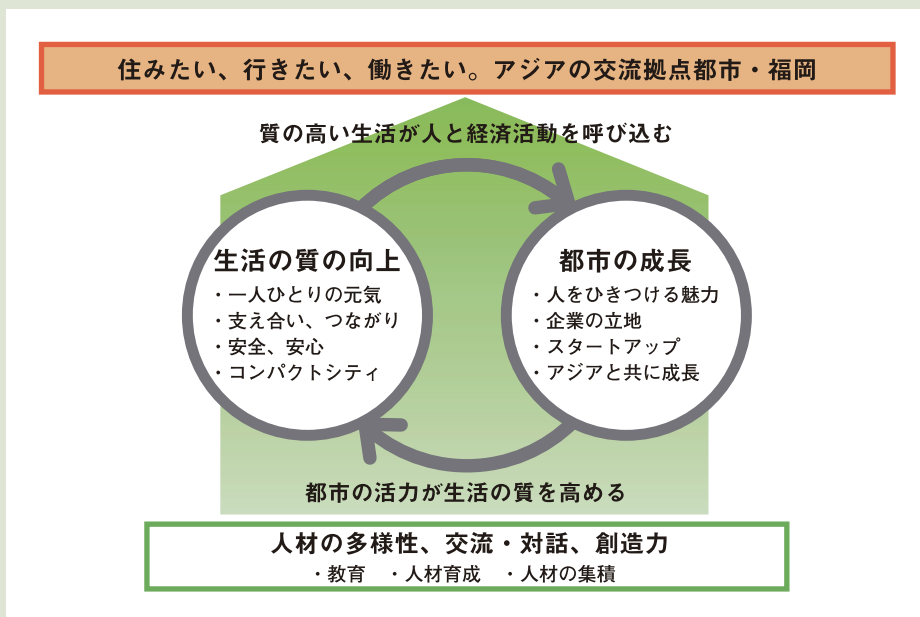 住みたい、行きたい、働きたい。アジアの交流拠点都市・福岡
質の高い生活が人と経済活動を呼び込む
生活の質の向上
・一人ひとりの元気
・支え合い、つながり
・安全、安心
・コンパクトシティ
都市の成長
・人をひきつける魅力
・企業の立地
・スタートアップ
・アジアと共に成長
都市の活力が生活の質を高める
人材の多様性、交流・対話、創造力
・教育　・人材育成　・人材の集積